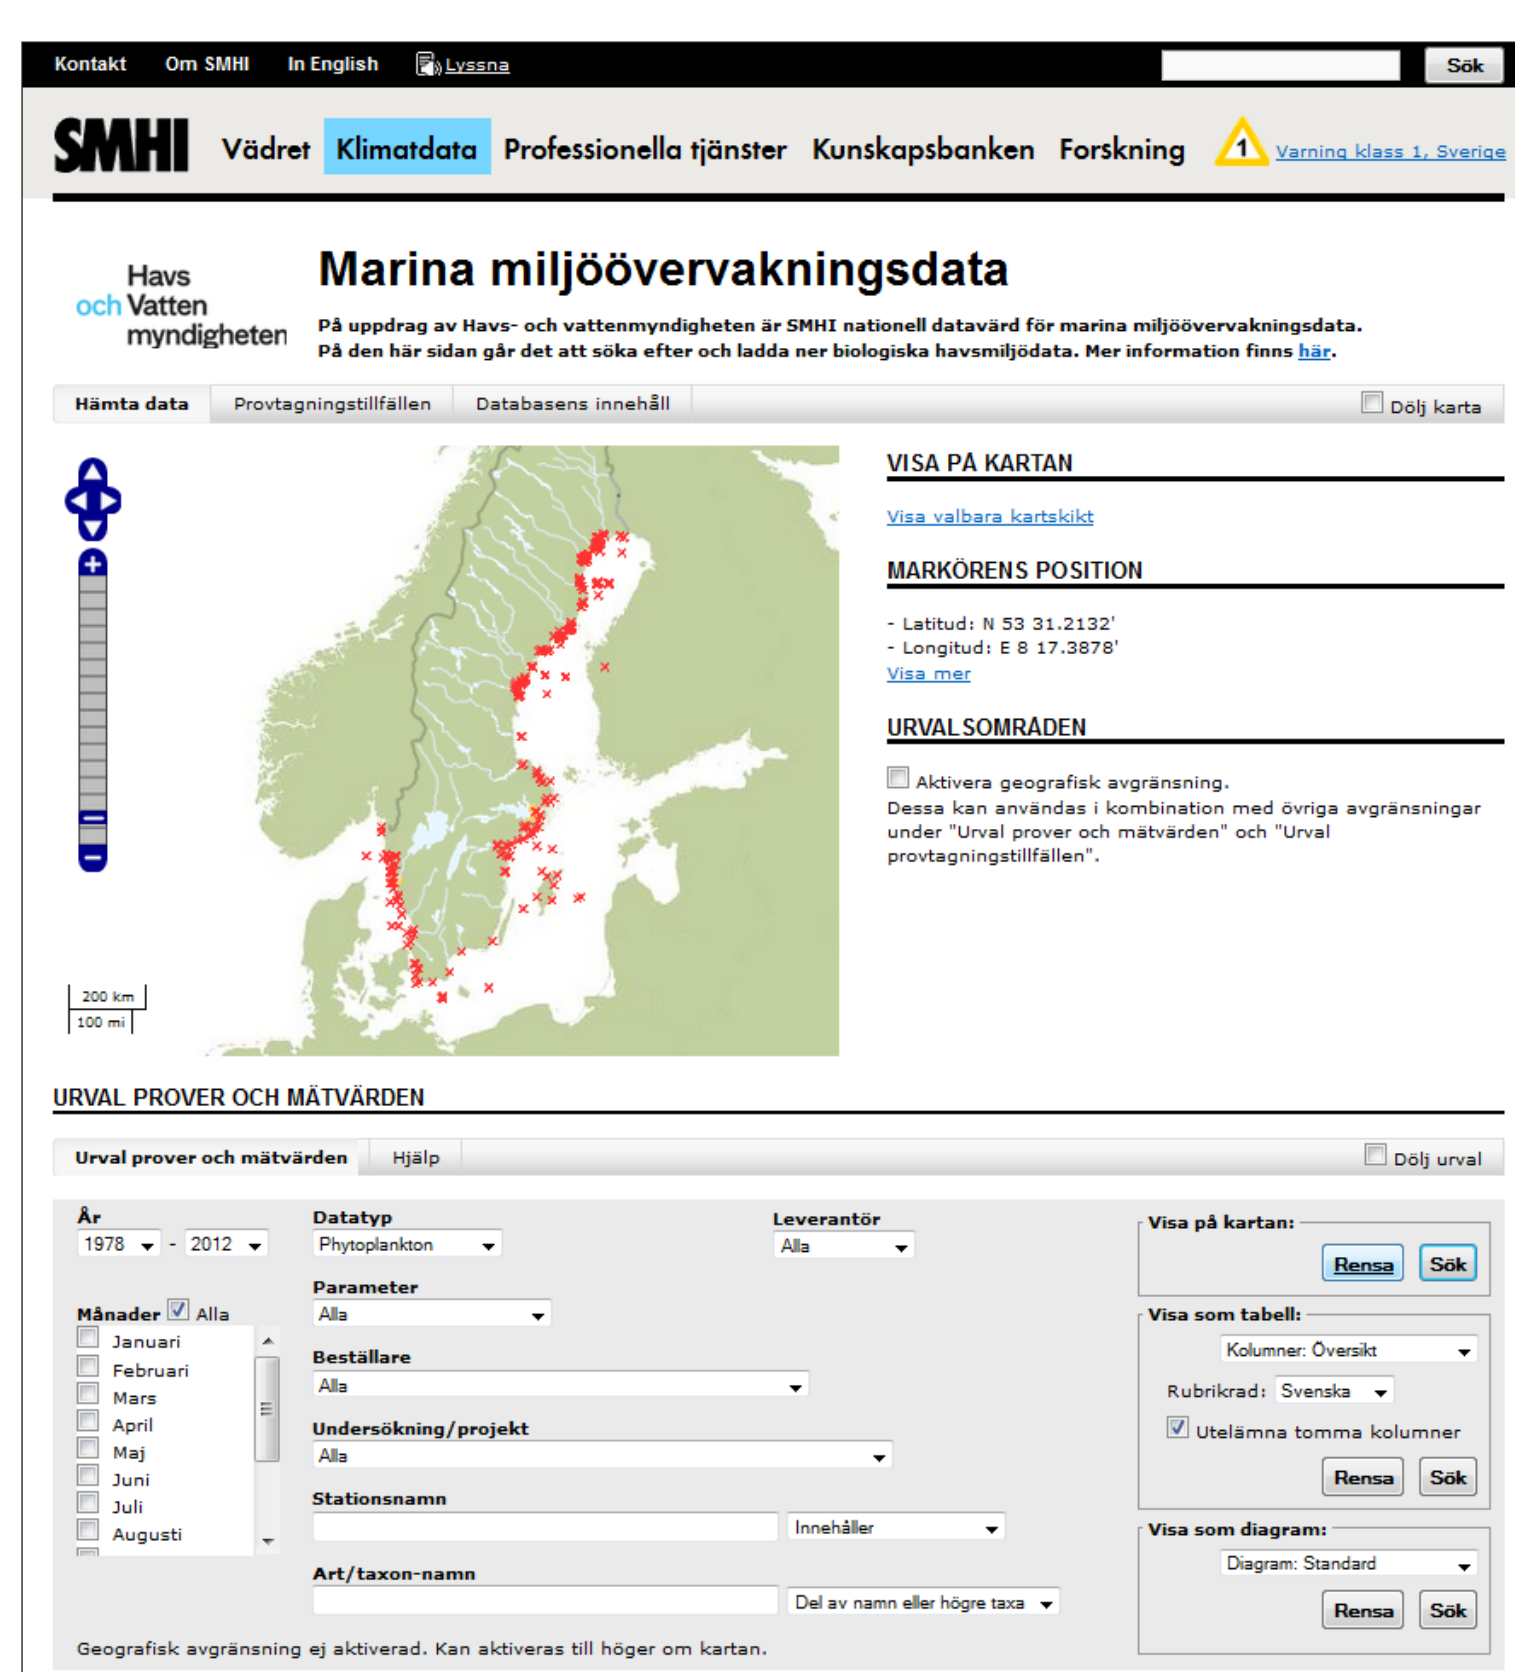 Kontakt Om SMHI In English Lyssna Sök
SMHI Vädret Klimatdata Professionella tjänster Kunskapsbanken Forskning 1 Varning klass 1, Sverige
Havs
och Vatten
myndigheten
Marina miljöövervakningsdata
På uppdrag av Havs- och vattenmyndigheten är SMHI nationell datavärd för marina miljöövervakningsdata.
På den här sidan går det att söka efter och ladda ner biologiska havsmiljödata. Mer information finns här.
Hämta data Provtagningstillfällen Databasens innehåll Dölj karta
200 km
100 mi
VISA PÅ KARTAN
Visa valbara kartskikt
MARKÖRENS POSITION
- Latitud: N 53 31.2132'
- Longitud: E 8 17.3878'
Visa mer
URVALSOMRÅDEN
Aktivera geografisk avgränsning.
Dessa kan användas i kombination med övriga avgränsningar
under "Urval prover och mätvärden" och "Urval
provtagningstillfällen".
URVAL PROVER OCH MÄTVÄRDEN
Urval prover och mätvärden Hjälp Dölj urval
År
1978 - 2012
Månader Alla
Januari
Februari
Mars
April
Maj
Juni
Juli
Augusti
Datatyp
Phytoplankton
Parameter
Alla
Beställare
Alla
Undersökning/projekt
Alla
Stationsnamn
Innehåller
Art/taxon-namn
Del av namn eller högre taxa
Leverantör
Alla
Visa på kartan:
Rensa Sök
Visa som tabell:
Kolumner: Översikt
Rubrikrad: Svenska
Utelämna tomma kolumner
Rensa Sök
Visa som diagram:
Diagram: Standard
Rensa Sök
Geografisk avgränsning ej aktiverad. Kan aktiveras till höger om kartan.